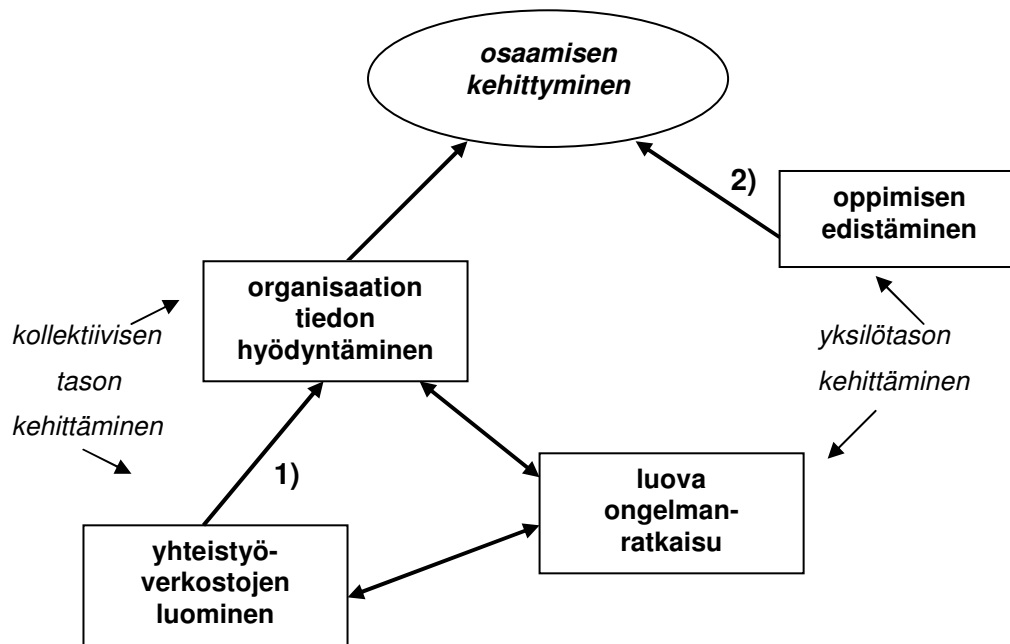 osaamisen
kehittyminen
2)
oppimisen
edistäminen
organisaation
tiedon
hyödyntäminen
kollektiivisen
tason
kehittäminen
yksilötason
kehittäminen
1)
luova
ongelman-
ratkaisu
yhteistyö-
verkostojen
luominen